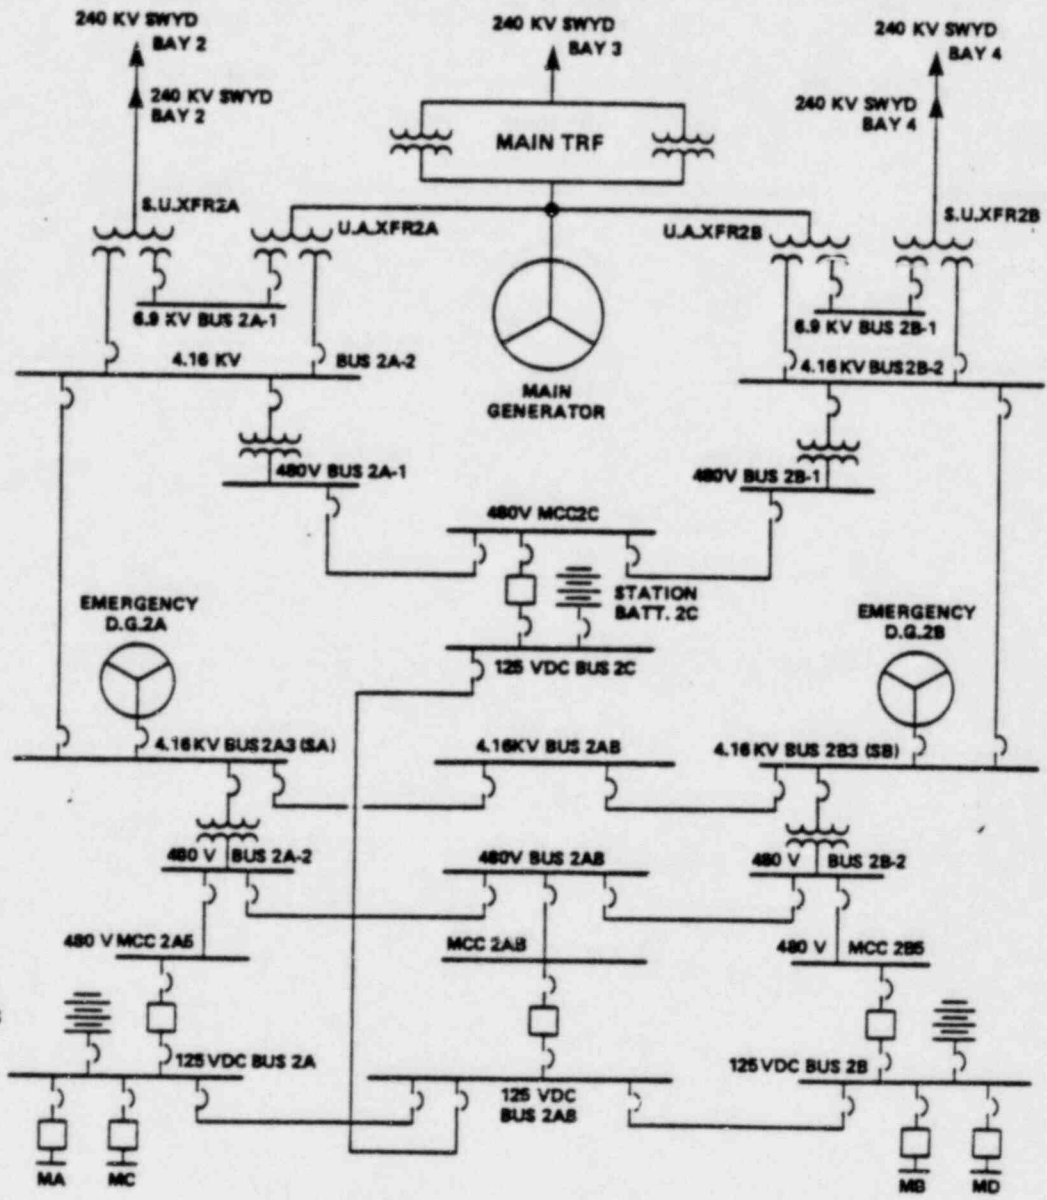 240 KV SWYD
BAY 2
240 KV SWYD
BAY 2
240 KV SWYD
BAY 3
240 KV SWYD
BAY 4
240 KV SWYD
BAY 4
MAIN TRF
S.U.XFR2A
U.A.XFR2A
U.A.XFR2B
S.U.XFR2B
6.9 KV BUS 2A-1
6.9 KV BUS 2B-1
4.16 KV BUS 2A-2
4.16 KV BUS 2B-2
MAIN
GENERATOR
480V BUS 2A-1
480V BUS 2B-1
480V MCC2C
STATION
BATT. 2C
EMERGENCY
D.G.2A
EMERGENCY
D.G.2B
125 VDC BUS 2C
4.16 KV BUS 2A3 (SA)
4.16KV BUS 2AB
4.16 KV BUS 2B3 (SB)
480 V BUS 2A-2
480V BUS 2AB
480 V BUS 2B-2
480 V MCC 2A5
MCC 2AB
480 V MCC 2B5
125 VDC BUS 2A
125 VDC
BUS 2AB
125 VDC BUS 2B
MA
MC
MB
MD